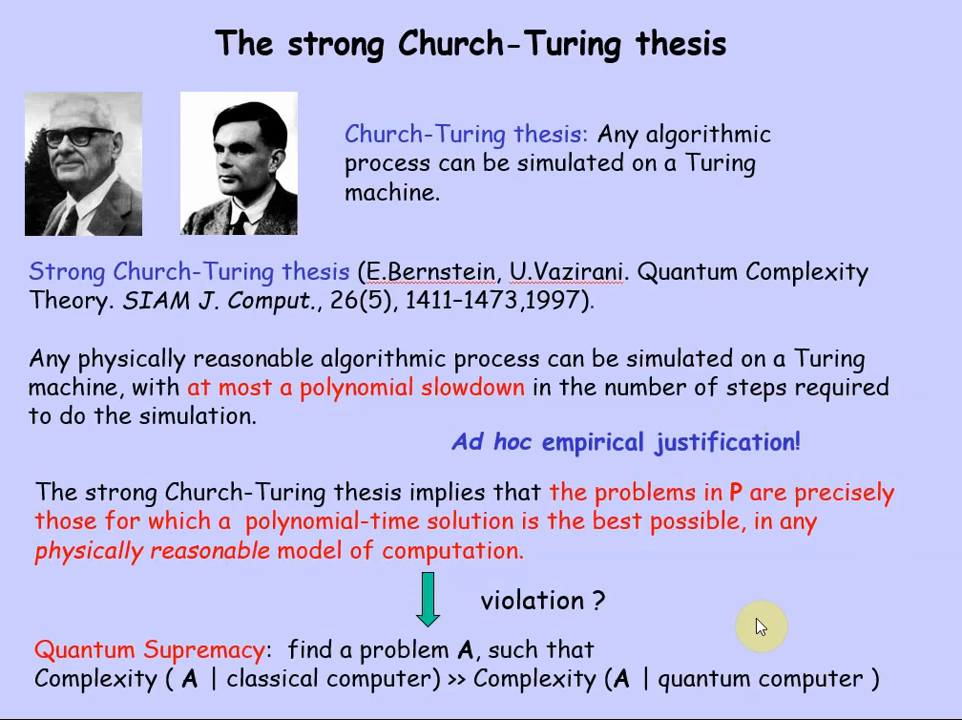 The strong Church-Turing thesis
Church-Turing thesis: Any algorithmic
process can be simulated on a Turing
machine.
Strong Church-Turing thesis (E.Bernstein, U.Vazirani. Quantum Complexity
Theory. SIAM J. Comput., 26(5), 1411–1473,1997).
Any physically reasonable algorithmic process can be simulated on a Turing
machine, with at most a polynomial slowdown in the number of steps required
to do the simulation.
Ad hoc empirical justification!
The strong Church-Turing thesis implies that the problems in P are precisely
those for which a polynomial-time solution is the best possible, in any
physically reasonable model of computation.
violation ?
Quantum Supremacy: find a problem A, such that
Complexity ( A | classical computer) >> Complexity (A | quantum computer )